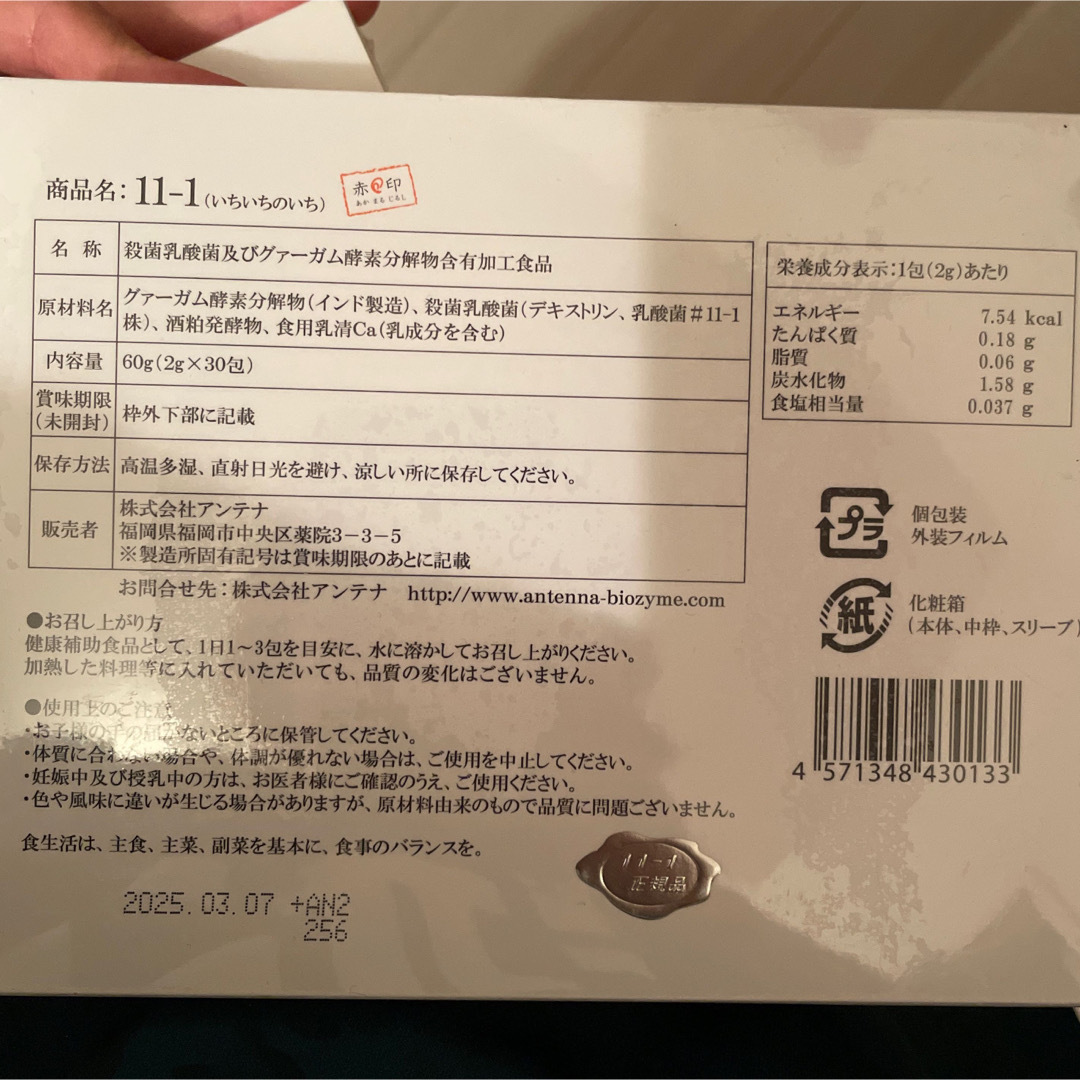 商品名：11-1（いちいちのいち）
赤印
あか まる じるし
名 称
殺菌乳酸菌及びグァーガム酵素分解物含有加工食品
原材料名
グァーガム酵素分解物（インド製造）、殺菌乳酸菌（デキストリン、乳酸菌＃11-1
株）、酒粕発酵物、食用乳清Ca（乳成分を含む）
内容量
60g（2g×30包）
賞味期限
（未開封）
枠外下部に記載
保存方法
高温多湿、直射日光を避け、涼しい所に保存してください。
販売者
株式会社アンテナ
福岡県福岡市中央区薬院3－3－5
※製造所固有記号は賞味期限のあとに記載
お問合せ先：株式会社アンテナ http://www.antenna-biozyme.com
●お召し上がり方
健康補助食品として、1日1～3包を目安に、水に溶かしてお召し上がりください。
加熱した料理等に入れていただいても、品質の変化はございません。
●使用上のご注意
・お子様の手の届かないところに保管してください。
・体質に合わない場合や、体調が優れない場合は、ご使用を中止してください。
・妊娠中及び授乳中の方は、お医者様にご確認のうえ、ご使用ください。
・色や風味に違いが生じる場合がありますが、原材料由来のもので品質に問題ございません。
食生活は、主食、主菜、副菜を基本に、食事のバランスを。
2025.03.07 +AN2
256
栄養成分表示：1包（2g）あたり
エネルギー 7.54 kcal
たんぱく質 0.18 g
脂質 0.06 g
炭水化物 1.58 g
食塩相当量 0.037 g
プラ
個包装
外装フィルム
紙
化粧箱
（本体、中枠、スリーブ）
4 571348 430133
11-1
正規品